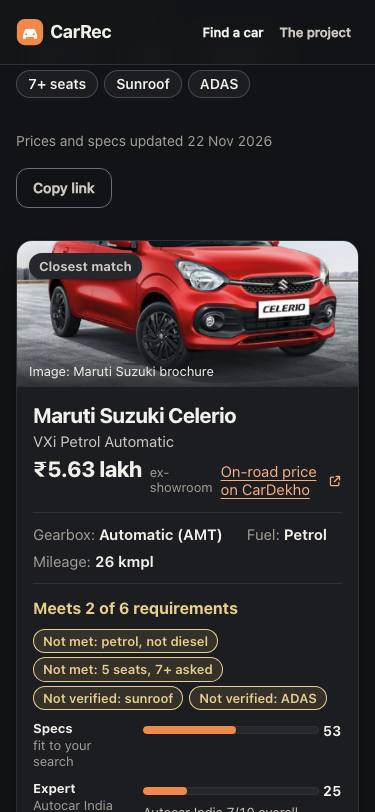 CarRec
Find a car
The project
7+ seats
Sunroof
ADAS
Prices and specs updated 22 Nov 2026
Copy link
Closest match
CELERIO
Image: Maruti Suzuki brochure
Maruti Suzuki Celerio
VXi Petrol Automatic
₹5.63 lakh
ex-
showroom
On-road price
on CarDekho
Gearbox: Automatic (AMT)
Fuel: Petrol
Mileage: 26 kmpl
Meets 2 of 6 requirements
Not met: petrol, not diesel
Not met: 5 seats, 7+ asked
Not verified: sunroof
Not verified: ADAS
Specs
53
fit to your
search
Expert
25
Autocar India
Autocar India 7/10 overall